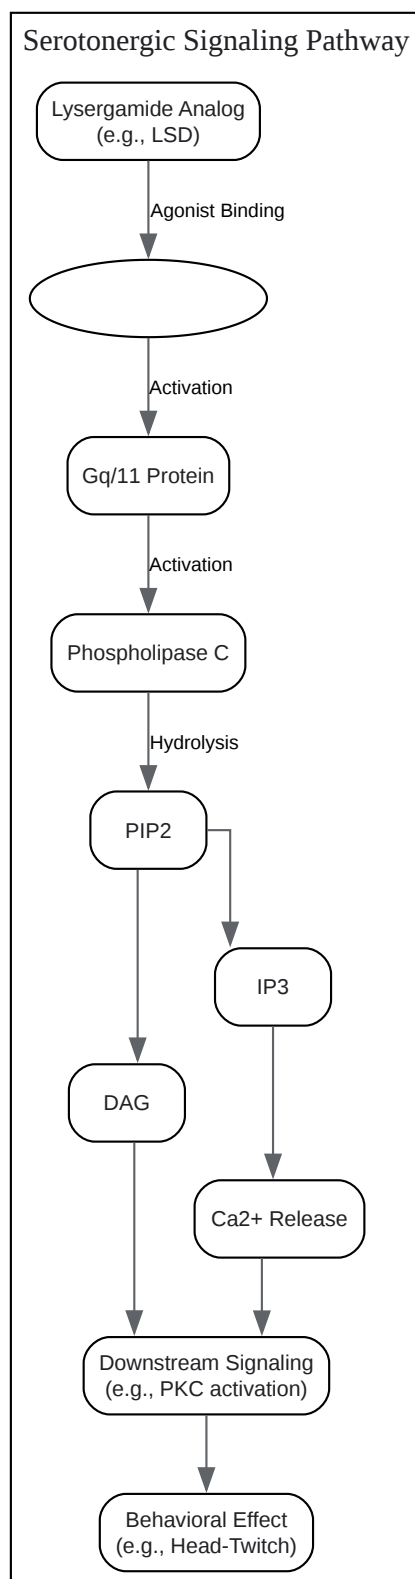 Serotonergic Signaling Pathway
Lysergamide Analog
(e.g., LSD)
Agonist Binding
Activation
Gq/11 Protein
Activation
Phospholipase C
Hydrolysis
PIP2
IP3
DAG
Ca2+ Release
Downstream Signaling
(e.g., PKC activation)
Behavioral Effect
(e.g., Head-Twitch)